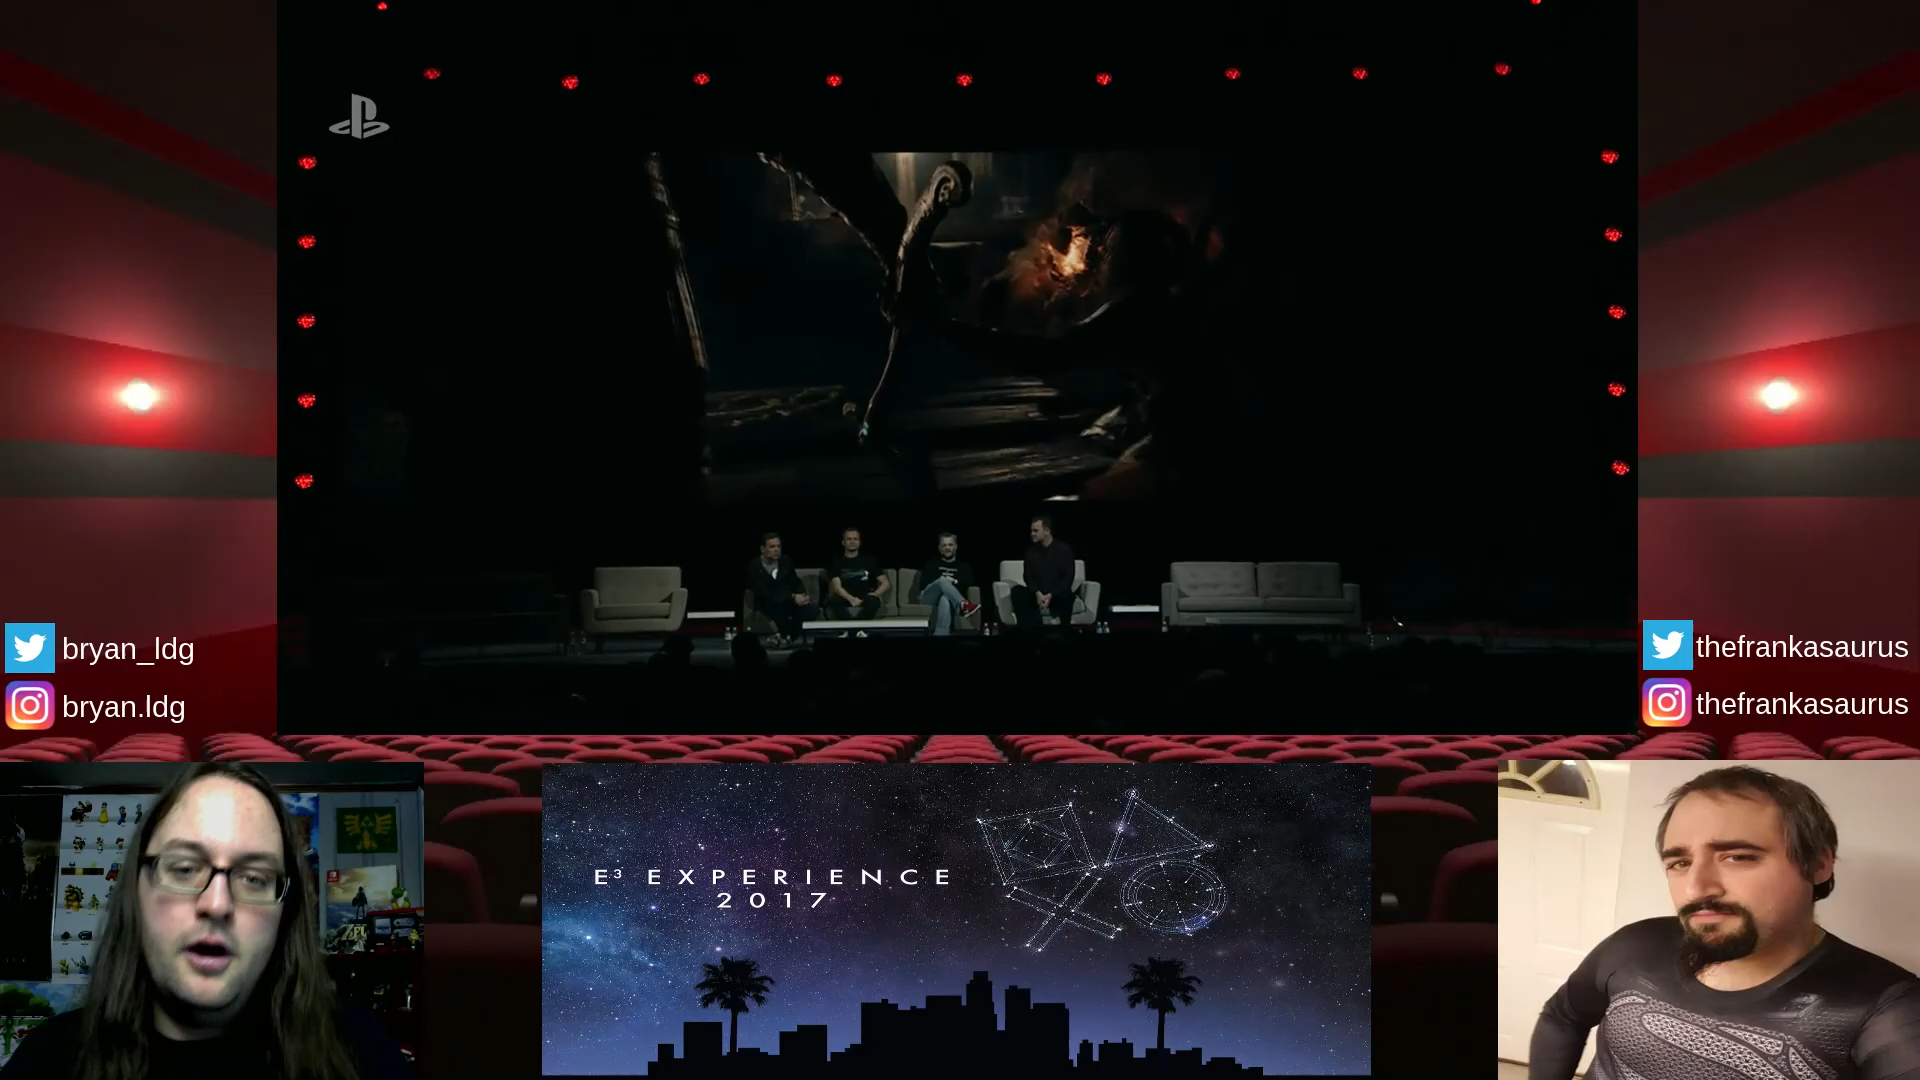 bryan_ldg
bryan.ldg
thefrankasaurus
thefrankasaurus
E³ EXPERIENCE
2017